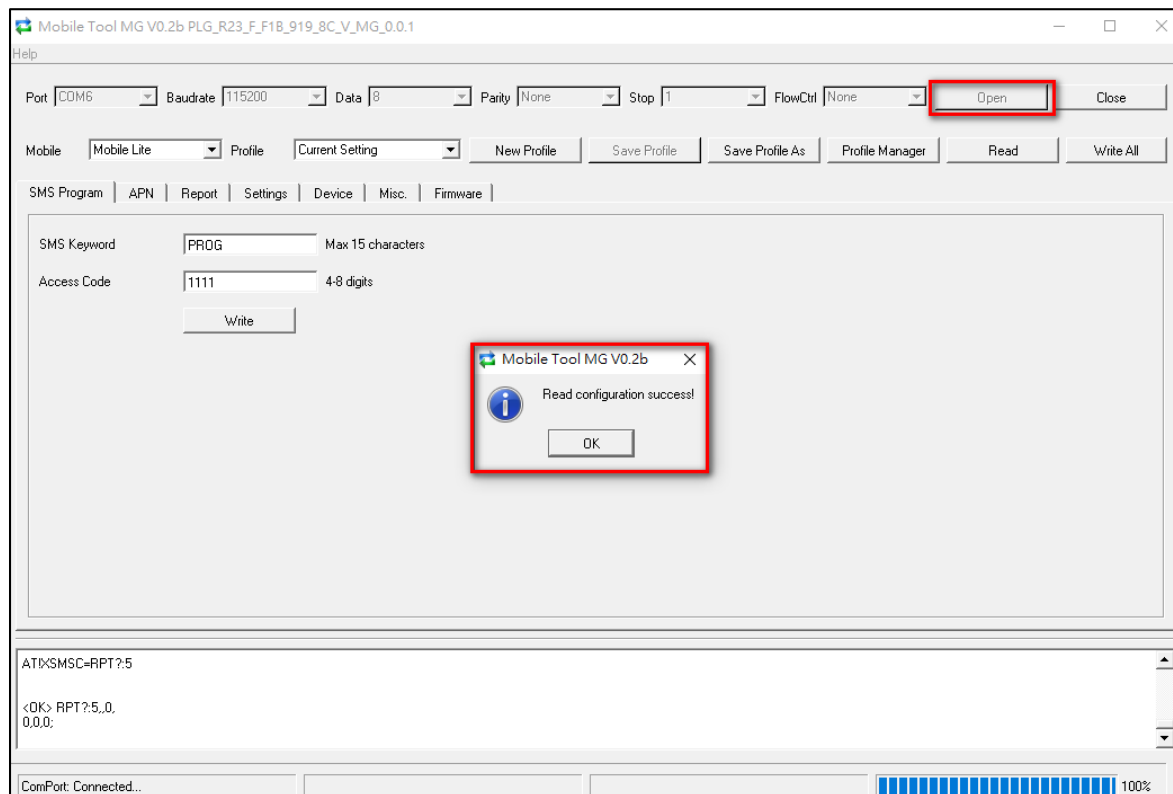 Mobile Tool MG V0.2b PLG_R23_F_F1B_919_8C_V_MG_0.0.1
Help
Port COM6 Baudrate 115200 Data 8 Parity None Stop 1 FlowCtrl None Open Close
Mobile Mobile Lite Profile Current Setting New Profile Save Profile Save Profile As Profile Manager Read Write All
SMS Program APN Report Settings Device Misc. Firmware
SMS Keyword PROG Max 15 characters
Access Code 1111 4-8 digits
Write
Mobile Tool MG V0.2b
Read configuration success!
OK
AT!XSMSC=RPT?:5
<OK> RPT?:5,,0,
0,0,0;
ComPort: Connected... 100%